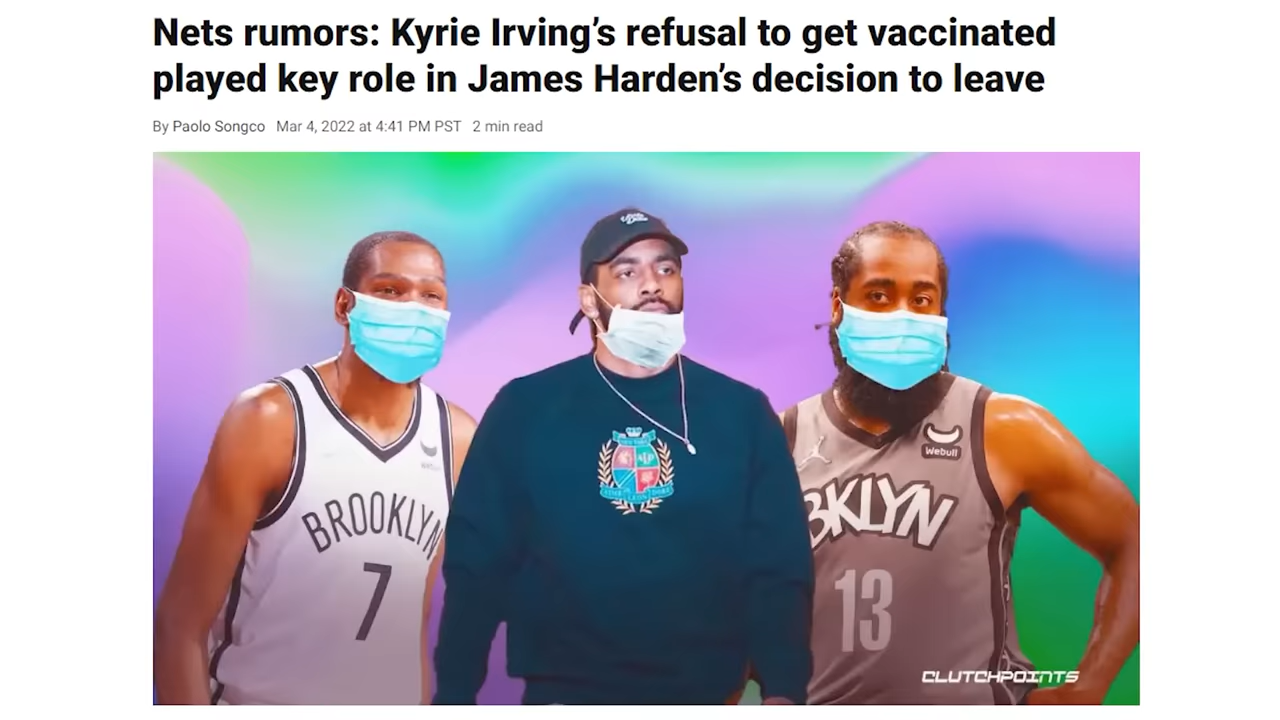 Nets rumors: Kyrie Irving’s refusal to get vaccinated
played key role in James Harden’s decision to leave
By Paolo Songco Mar 4, 2022 at 4:41 PM PST 2 min read
BROOKLYN
7
BKLYN
13
Webull
CLUTCHPOINTS